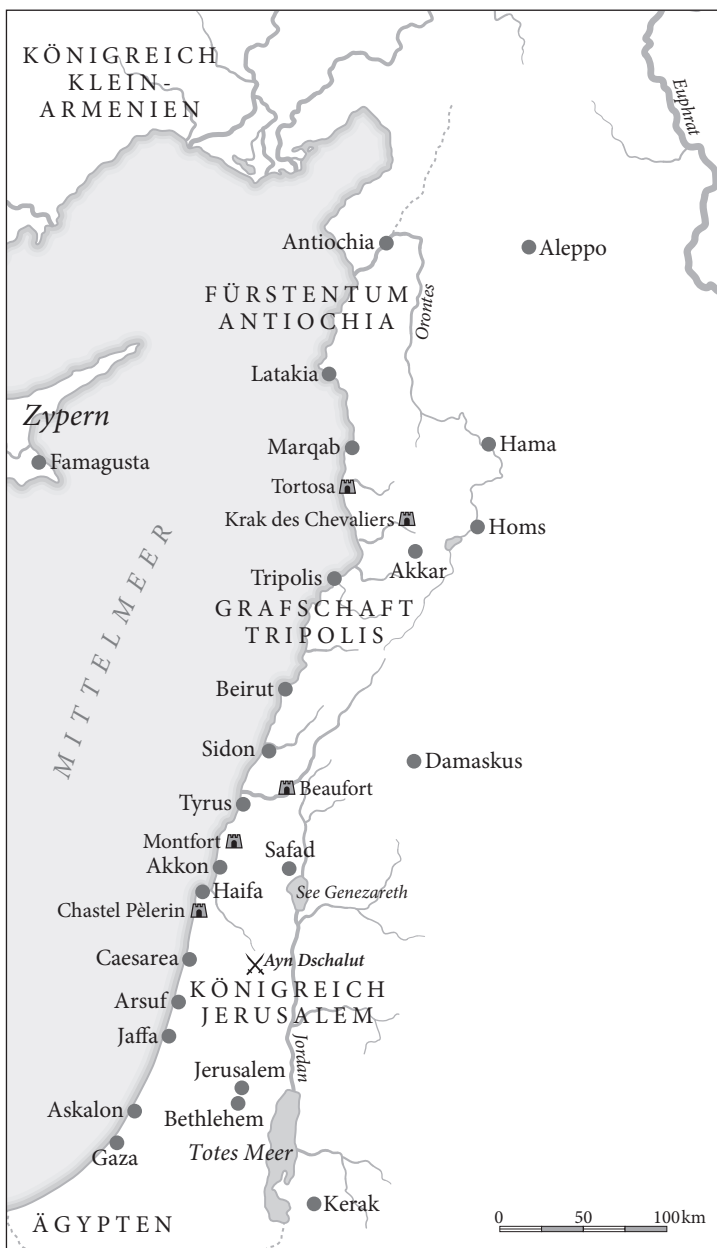 KÖNIGREICH
KLEIN-
ARMENIEN
Euphrat
Antiochia
Aleppo
FÜRSTENTUM
ANTIOCHIA
Orontes
Latakia
Zypern
Famagusta
Marqab
Hama
Tortosa
Krak des Chevaliers
Homs
Akkar
Tripolis
GRAFSCHAFT
TRIPOLIS
MITTELMEER
Beirut
Sidon
Damaskus
Beaufort
Tyrus
Montfort
Safad
Akkon
Haifa
See Genezareth
Chastel Pèlerin
Caesarea
Ayn Dschalut
KÖNIGREICH
JERUSALEM
Arsuf
Jaffa
Jordan
Jerusalem
Askalon
Bethlehem
Gaza
Totes Meer
Kerak
ÄGYPTEN
0 50 100 km